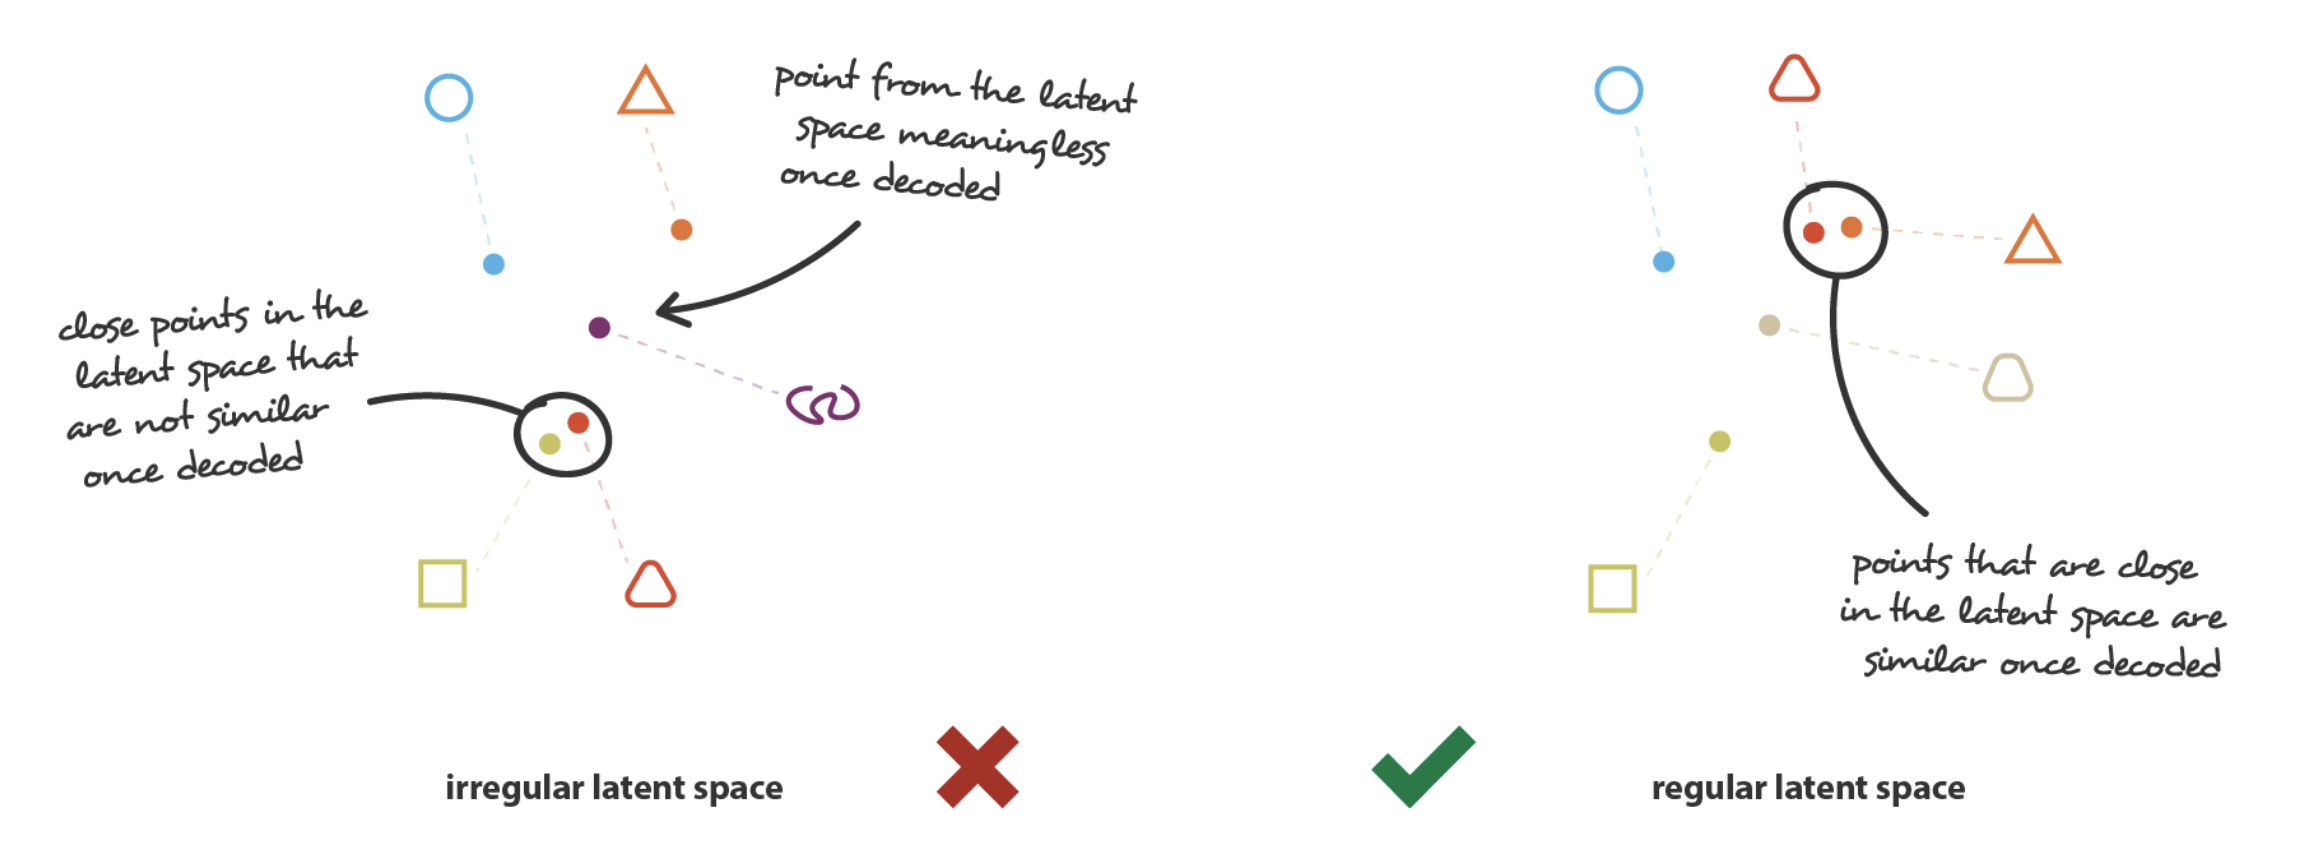 point from the latent
space meaningless
once decoded
close points in the
latent space that
are not similar
once decoded
irregular latent space
points that are close
in the latent space are
similar once decoded
regular latent space